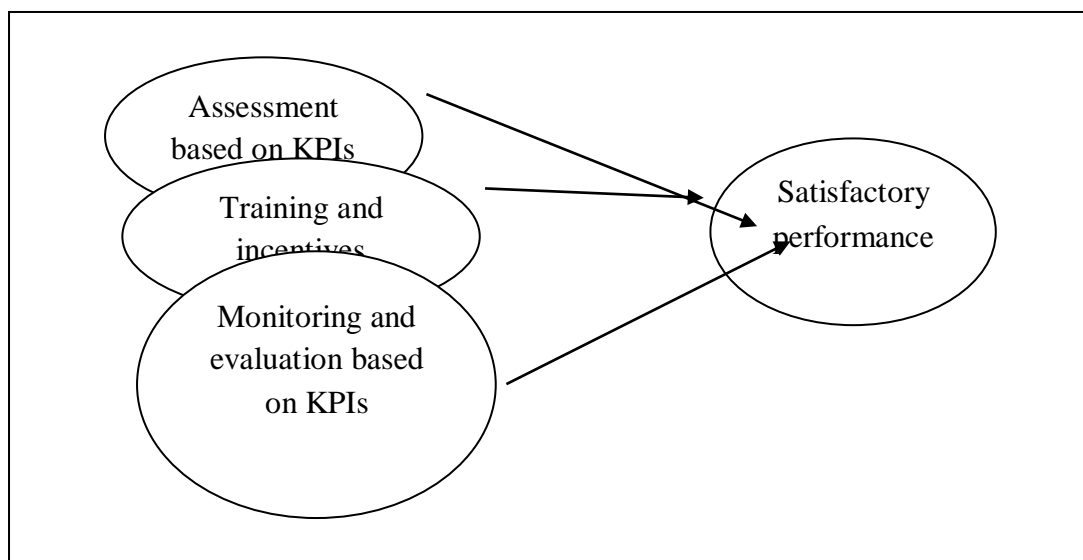 Assessment
based on KPIs
Training and
incentives
Monitoring and
evaluation based
on KPIs
Satisfactory
performance